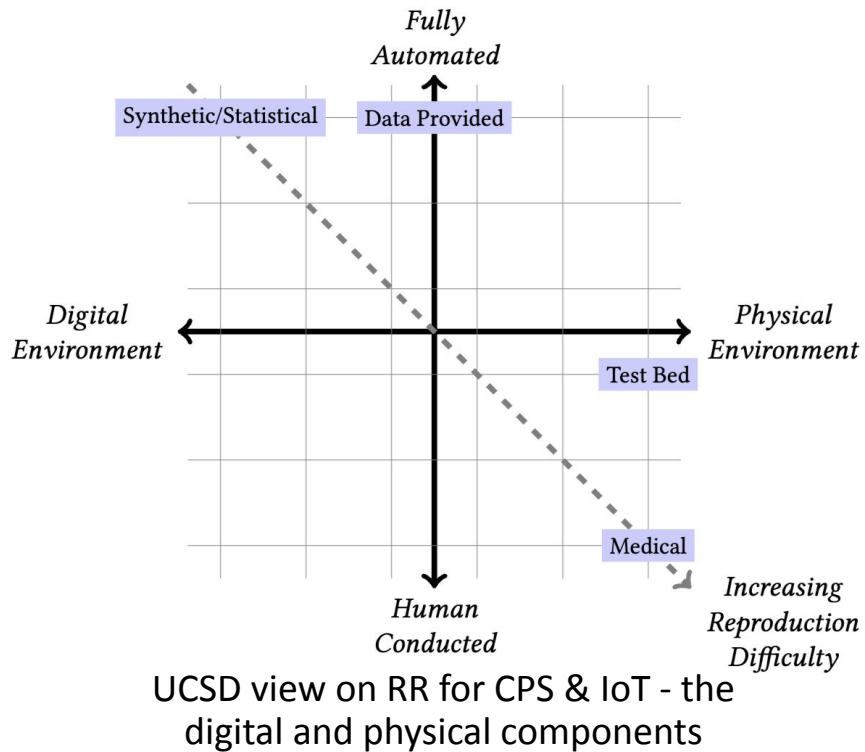 Fully
Automated
Synthetic/Statistical
Data Provided
Digital
Environment
Physical
Environment
Test Bed
Medical
Human
Conducted
Increasing
Reproduction
Difficulty
UCSD view on RR for CPS & IoT - the
digital and physical components